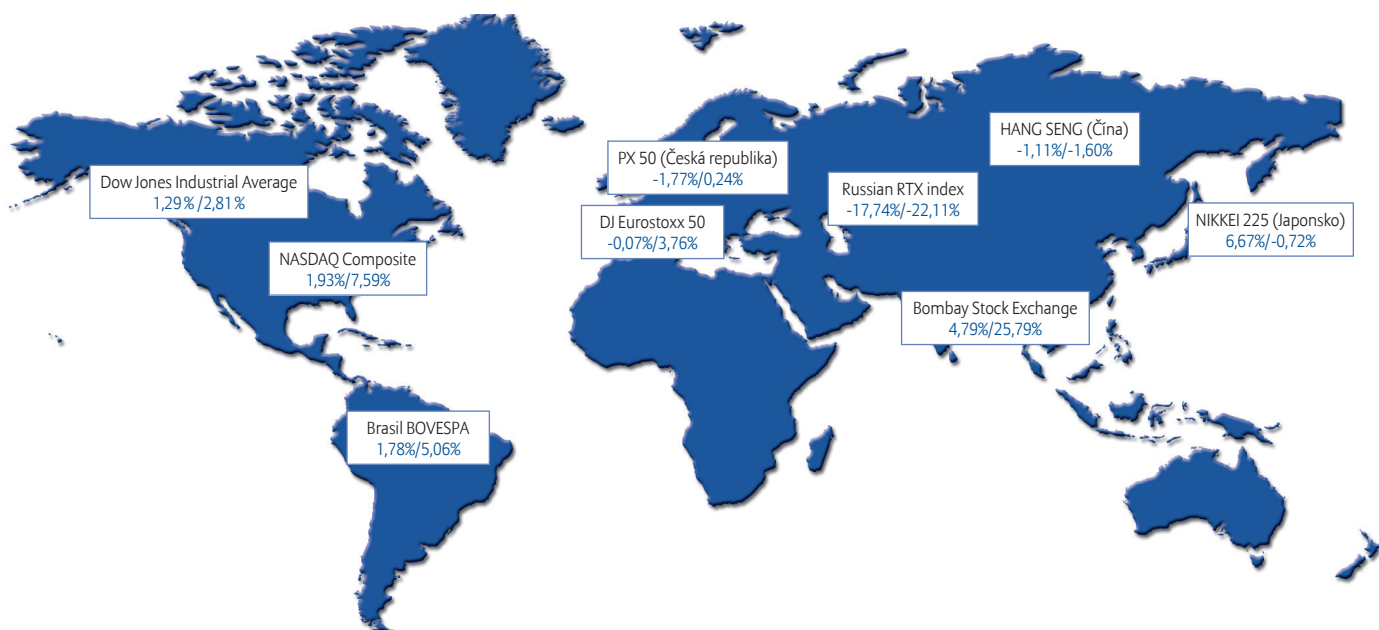 HANG SENG (Čína)
-1,11%/-1,60%
PX 50 (Česká republika)
-1,77%/0,24%
Dow Jones Industrial Average
1,29%/2,81%
Russian RTX index
-17,74%/-22,11%
DJ Eurostoxx 50
-0,07%/3,76%
NIKKEI 225 (Japonsko)
6,67%/-0,72%
NASDAQ Composite
1,93%/7,59%
Bombay Stock Exchange
4,79%/25,79%
Brasil BOVESPA
1,78%/5,06%